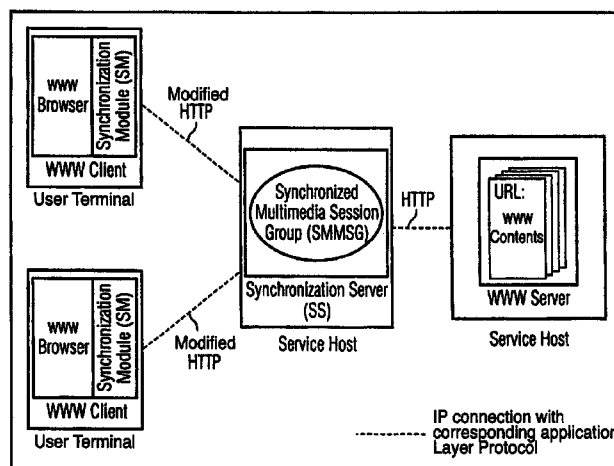 www
Browser
Synchronization
Module (SM)
WWW Client
User Terminal
Modified
HTTP
Synchronized
Multimedia Session
Group (SMMSG)
Synchronization Server
(SS)
Service Host
HTTP
URL:
www
Contents
WWW Server
Service Host
www
Browser
Synchronization
Module (SM)
WWW Client
User Terminal
Modified
HTTP
IP connection with
corresponding application
Layer Protocol